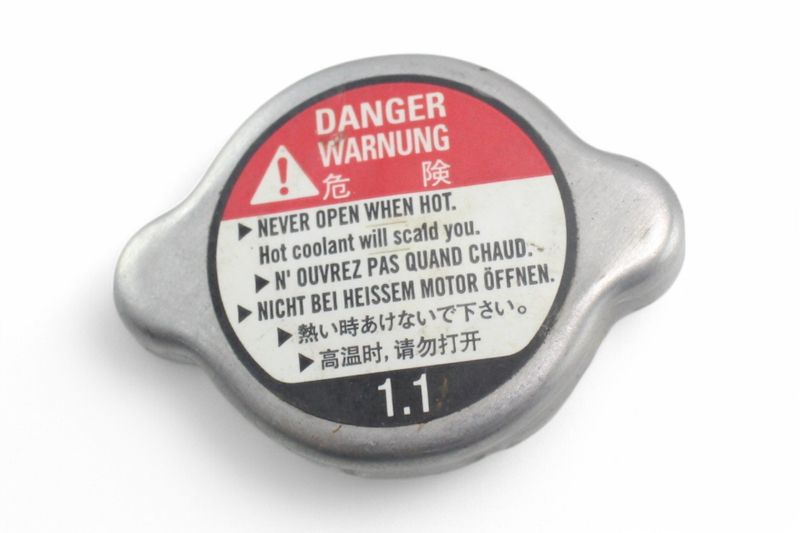 DANGER
WARNUNG
危 険
▶ NEVER OPEN WHEN HOT.
Hot coolant will scald you.
▶ N' OUVREZ PAS QUAND CHAUD.
▶ NICHT BEI HEISSEM MOTOR ÖFFNEN.
▶ 熱い時あけないで下さい。
▶ 高温时,请勿打开
1.1